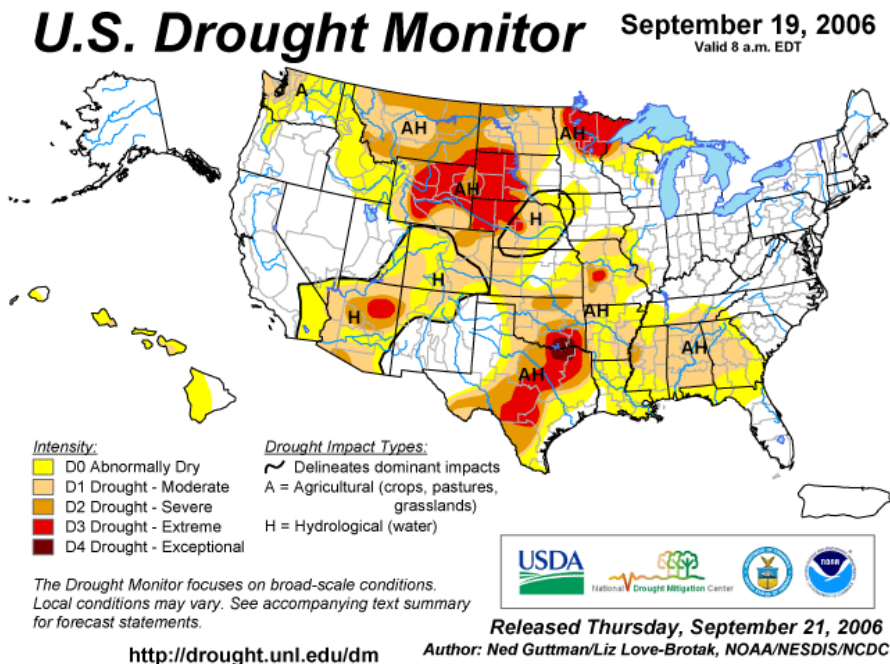 U.S. Drought Monitor
September 19, 2006
Valid 8 a.m. EDT
A
AH
AH
AH
H
H
H
AH
AH
AH
Intensity:
D0 Abnormally Dry
D1 Drought - Moderate
D2 Drought - Severe
D3 Drought - Extreme
D4 Drought - Exceptional
Drought Impact Types:
Delineates dominant impacts
A = Agricultural (crops, pastures,
grasslands)
H = Hydrological (water)
The Drought Monitor focuses on broad-scale conditions.
Local conditions may vary. See accompanying text summary
for forecast statements.
http://drought.unl.edu/dm
USDA
National Drought Mitigation Center
NOAA
Released Thursday, September 21, 2006
Author: Ned Guttman/Liz Love-Brotak, NOAA/NESDIS/NCDC